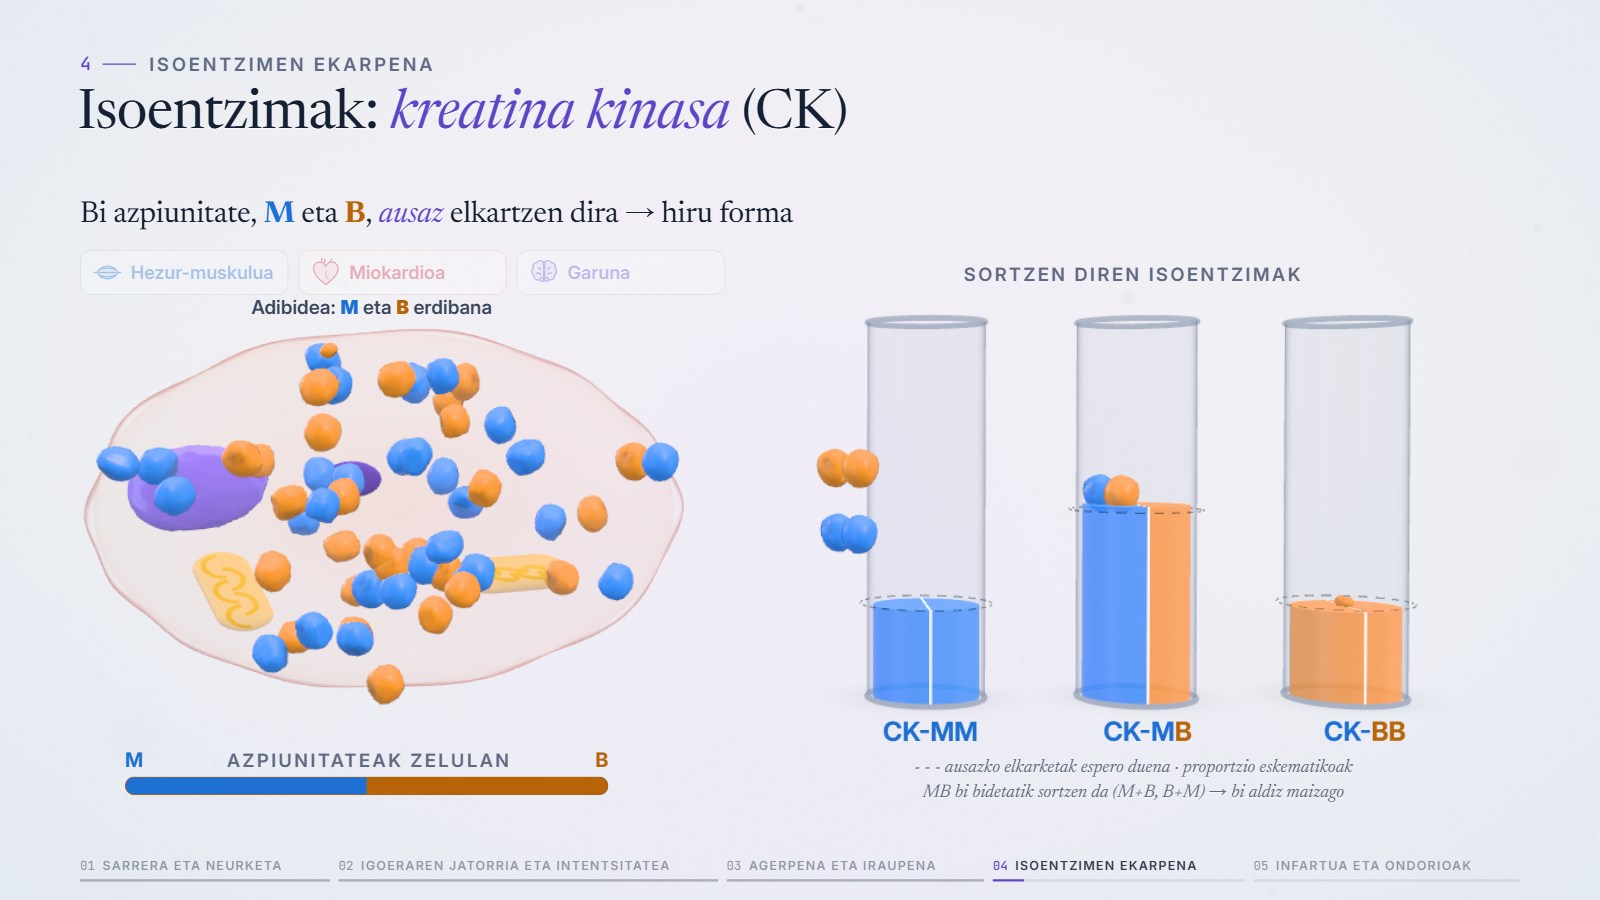 4 — ISOENTZIMEN EKARPENA
Isoentzimak: kreatina kinasa (CK)
Bi azpiunitate, M eta B, ausaz elkartzen dira → hiru forma
Hezur-muskulua Miokardioa Garuna
Adibidea: M eta B erdibana
SORTZEN DIREN ISOENTZIMAK
CK-MM CK-MB CK-BB
M AZPIUNITATEAK ZELULAN B
- - - ausazko elkarketak espero duena · proportzio eskematikoak
MB bi bidetatik sortzen da (M+B, B+M) → bi aldiz maizago
01 SARRERA ETA NEURKETA 02 IGOERAREN JATORRIA ETA INTENTSITATEA 03 AGERPENA ETA IRAUPENA 04 ISOENTZIMEN EKARPENA 05 INFARTUA ETA ONDORIOAK